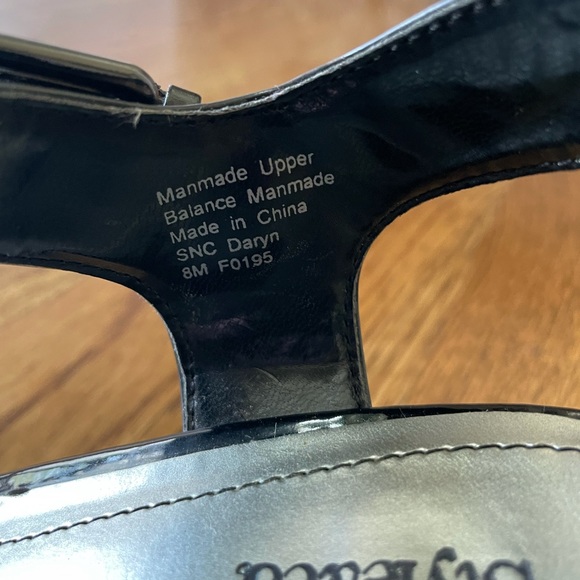 Manmade Upper
Balance Manmade
Made in China
SNC Daryn
8M F0195